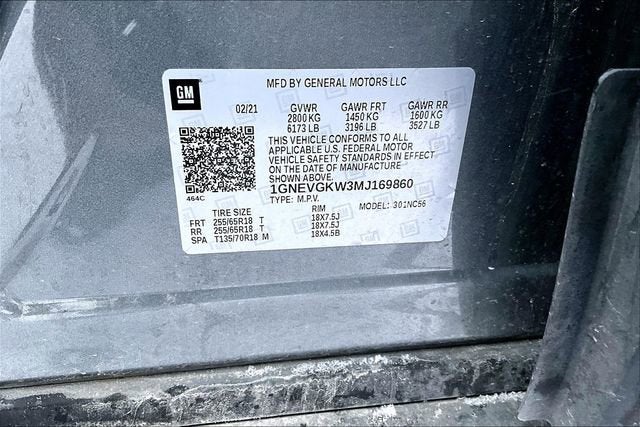 GM
MFD BY GENERAL MOTORS LLC
02/21 GVWR GAWR FRT GAWR RR
2800 KG 1450 KG 1600 KG
6173 LB 3196 LB 3527 LB
THIS VEHICLE CONFORMS TO ALL
APPLICABLE U.S. FEDERAL MOTOR
VEHICLE SAFETY STANDARDS IN EFFECT
ON THE DATE OF MANUFACTURE
SHOWN ABOVE.
1GNEVGKW3MJ169860
464C TYPE: M.P.V. MODEL: 301NC56
TIRE SIZE RIM
FRT 255/65R18 T 18X7.5J
RR 255/65R18 T 18X7.5J
SPA T135/70R18 M 18X4.5B